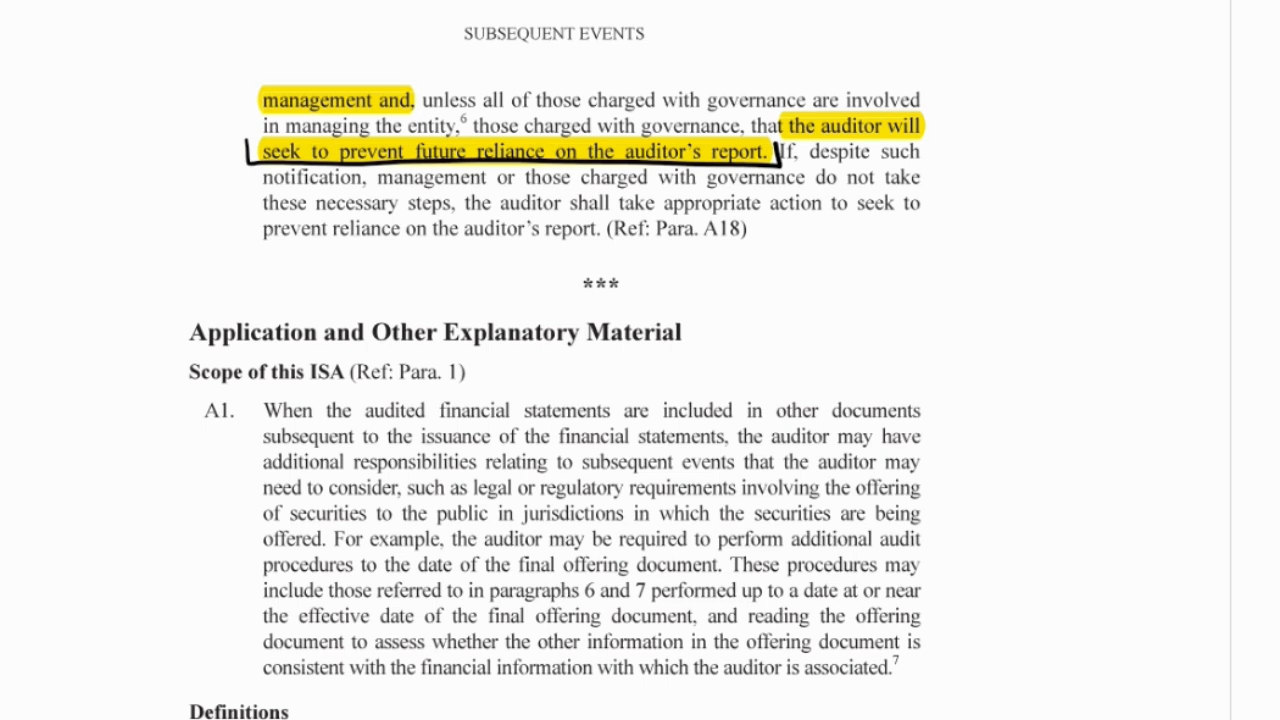 SUBSEQUENT EVENTS
management and, unless all of those charged with governance are involved
in managing the entity,⁶ those charged with governance, that the auditor will
seek to prevent future reliance on the auditor’s report. If, despite such
notification, management or those charged with governance do not take
these necessary steps, the auditor shall take appropriate action to seek to
prevent reliance on the auditor’s report. (Ref: Para. A18)
***
Application and Other Explanatory Material
Scope of this ISA (Ref: Para. 1)
A1. When the audited financial statements are included in other documents
subsequent to the issuance of the financial statements, the auditor may have
additional responsibilities relating to subsequent events that the auditor may
need to consider, such as legal or regulatory requirements involving the offering
of securities to the public in jurisdictions in which the securities are being
offered. For example, the auditor may be required to perform additional audit
procedures to the date of the final offering document. These procedures may
include those referred to in paragraphs 6 and 7 performed up to a date at or near
the effective date of the final offering document, and reading the offering
document to assess whether the other information in the offering document is
consistent with the financial information with which the auditor is associated.⁷
Definitions